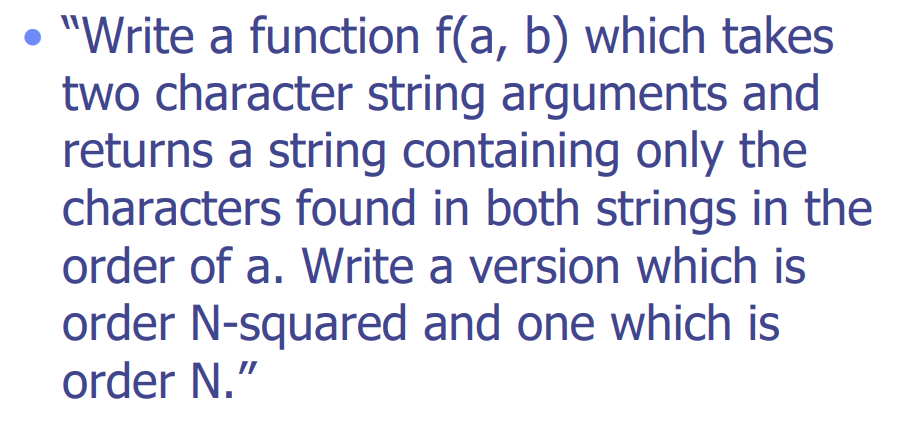 • “Write a function f(a, b) which takes
two character string arguments and
returns a string containing only the
characters found in both strings in the
order of a. Write a version which is
order N-squared and one which is
order N.”